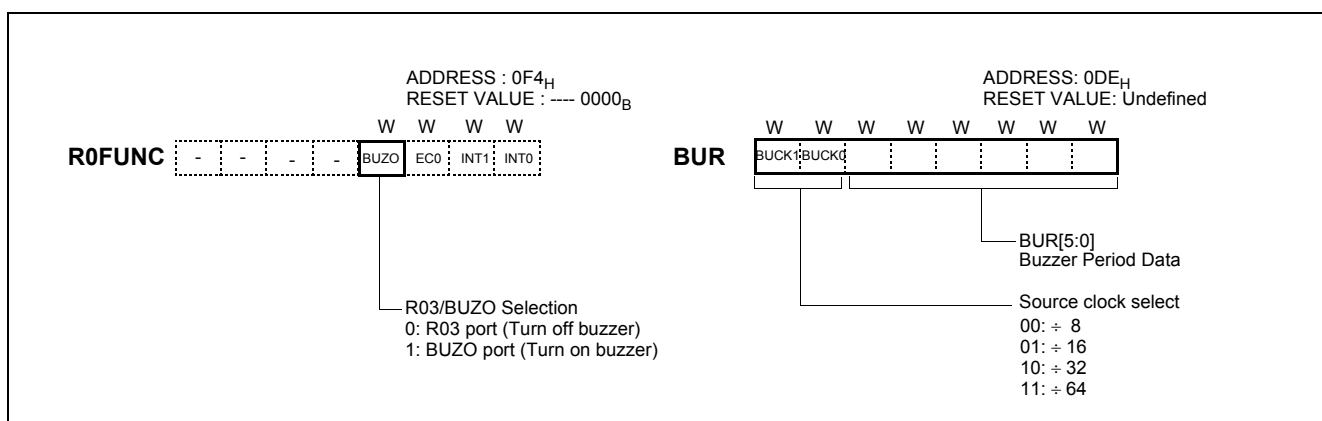 ADDRESS : 0F4H
RESET VALUE : ---- 0000B
W W W W
R0FUNC - - - - BUZO EC0 INT1 INT0
R03/BUZO Selection
0: R03 port (Turn off buzzer)
1: BUZO port (Turn on buzzer)
ADDRESS: 0DEH
RESET VALUE: Undefined
W W W W W W W W
BUR BUCK1 BUCK0
BUR[5:0]
Buzzer Period Data
Source clock select
00: ÷ 8
01: ÷ 16
10: ÷ 32
11: ÷ 64